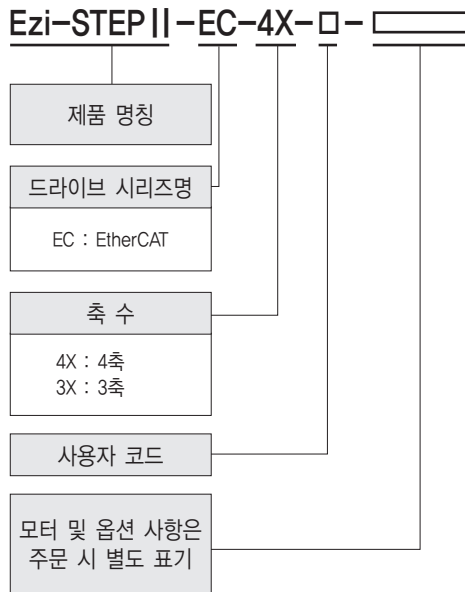 Ezi-STEPⅡ-EC-4X-□-
제품 명칭
드라이브 시리즈명
EC : EtherCAT
축 수
4X : 4축
3X : 3축
사용자 코드
모터 및 옵션 사항은
주문 시 별도 표기